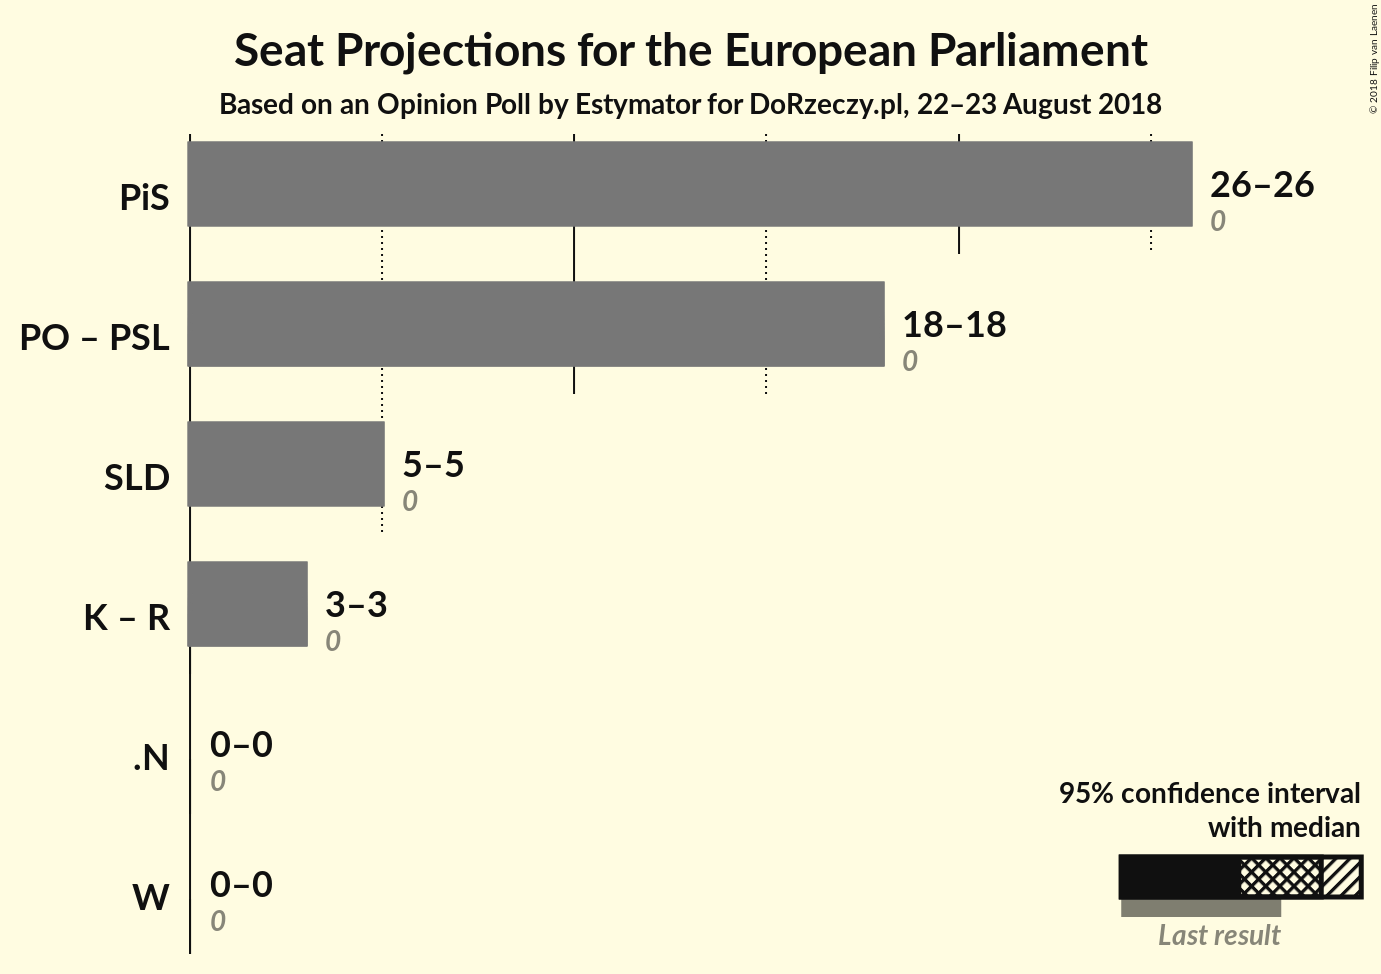 Seat Projections for the European Parliament
Based on an Opinion Poll by Estymator for DoRzeczy.pl, 22–23 August 2018
© 2018 Filip van Laenen
PiS
26–26
0
PO – PSL
18–18
0
SLD
5–5
0
K – R
3–3
0
.N
0–0
0
W
0–0
0
95% confidence interval
with median
Last result